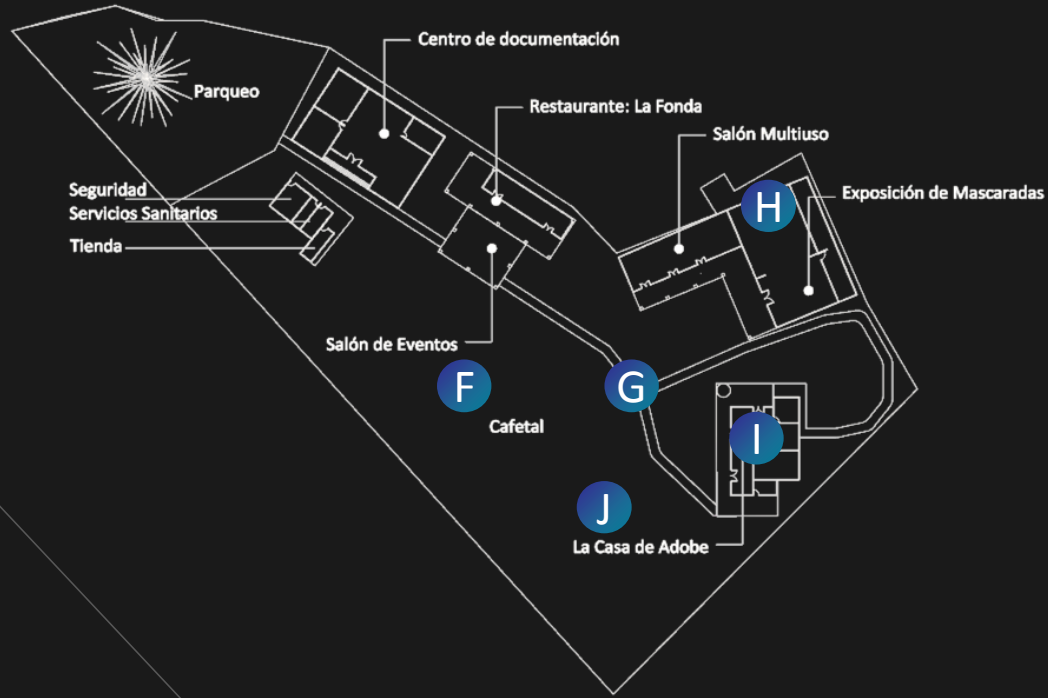 Centro de documentación
Parqueo
Restaurante: La Fonda
Salón Multiuso
Seguridad
Exposición de Mascaradas
H
Servicios Sanitarios
Tienda
Salón de Eventos
F
G
Cafetal
I
J
La Casa de Adobe